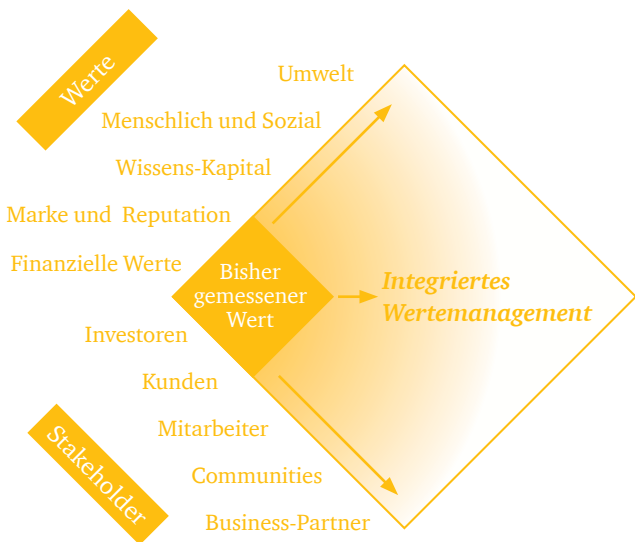 Werte
Umwelt
Menschlich und Sozial
Wissens-Kapital
Marke und Reputation
Finanzielle Werte
Bisher
gemessener
Wert
Integriertes
Wertemanagement
Investoren
Kunden
Mitarbeiter
Communities
Business-Partner
Stakeholder